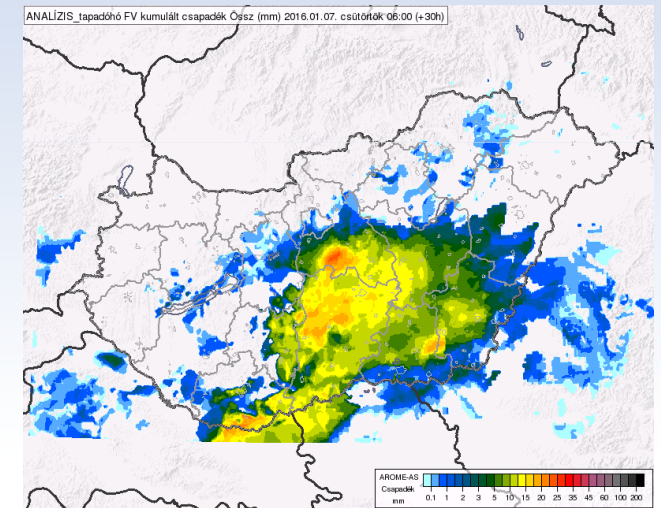 ANALÍZIS_tapadóhó FV kumulált csapadék Össz (mm) 2016.01.07. csütörtök 06:00 (+30h)
AROME-AS
Csapadék
mm
0.1 1 2 3 5 10 15 20 25 35 45 60 100 200